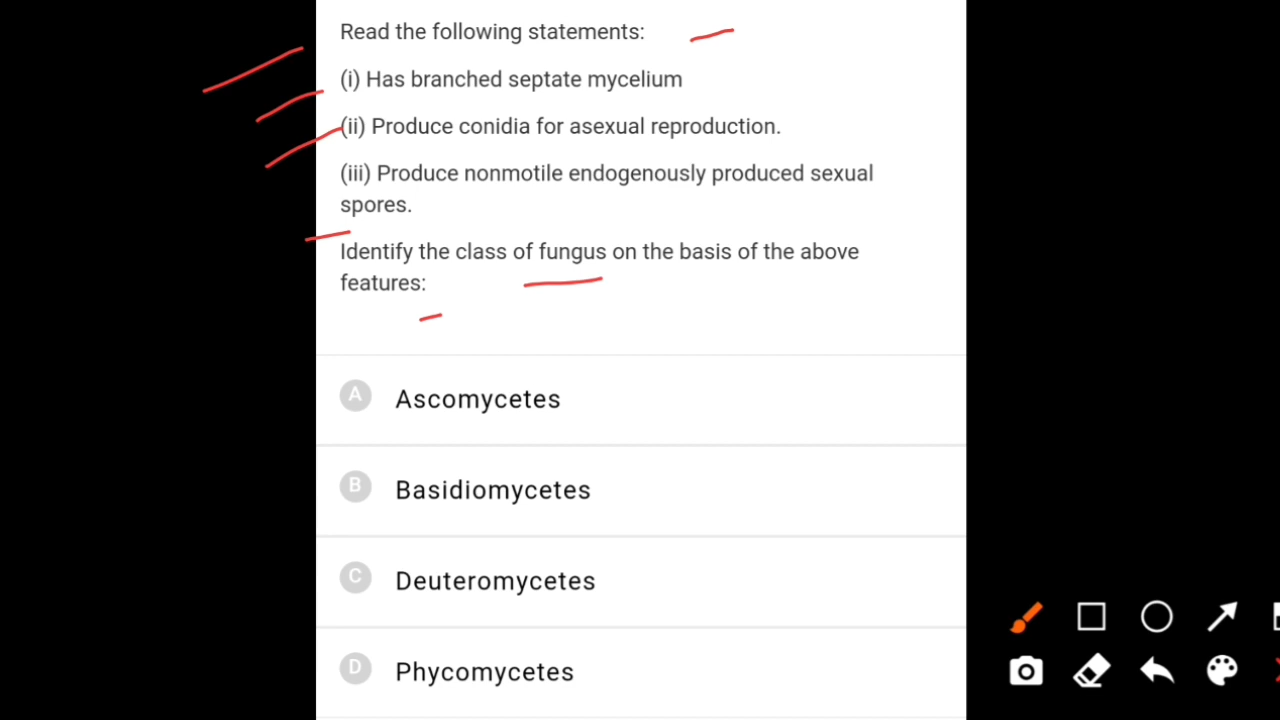 Read the following statements:
(i) Has branched septate mycelium
(ii) Produce conidia for asexual reproduction.
(iii) Produce nonmotile endogenously produced sexual
spores.
Identify the class of fungus on the basis of the above
features:
A Ascomycetes
B Basidiomycetes
C Deuteromycetes
D Phycomycetes